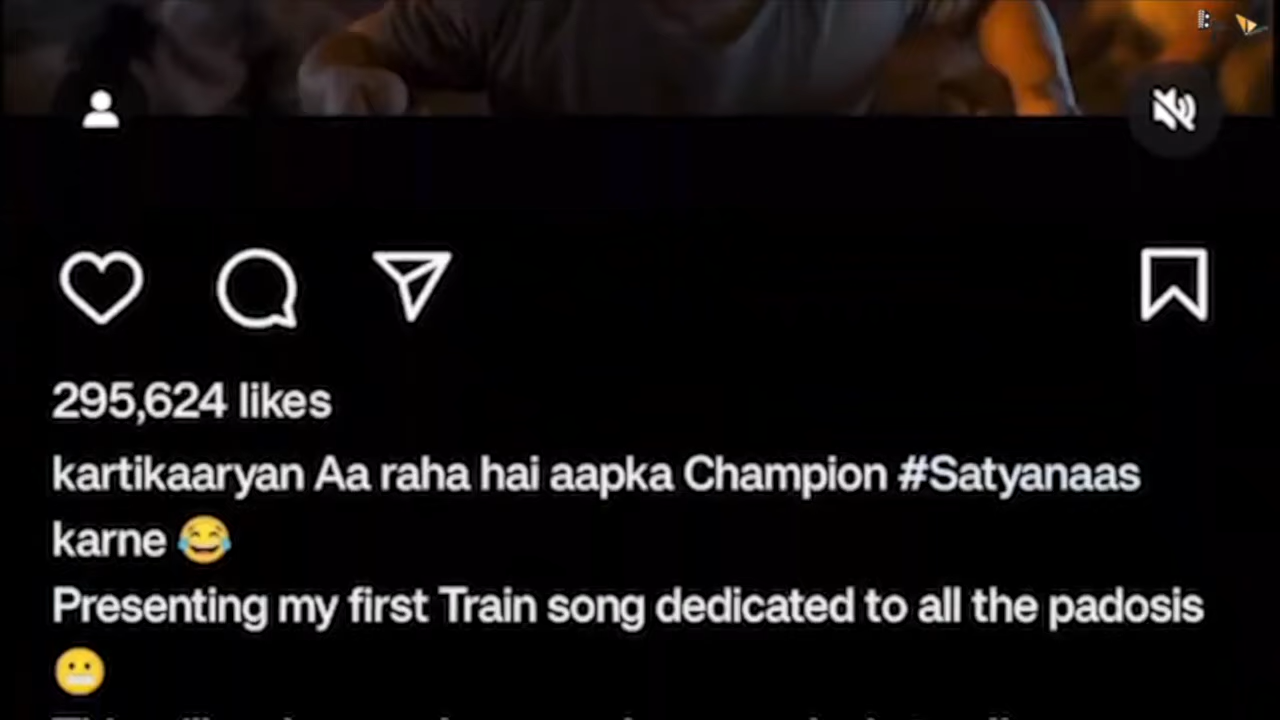 295,624 likes
kartikaaryan Aa raha hai aapka Champion #Satyanaas
karne 😂
Presenting my first Train song dedicated to all the padosis
😬